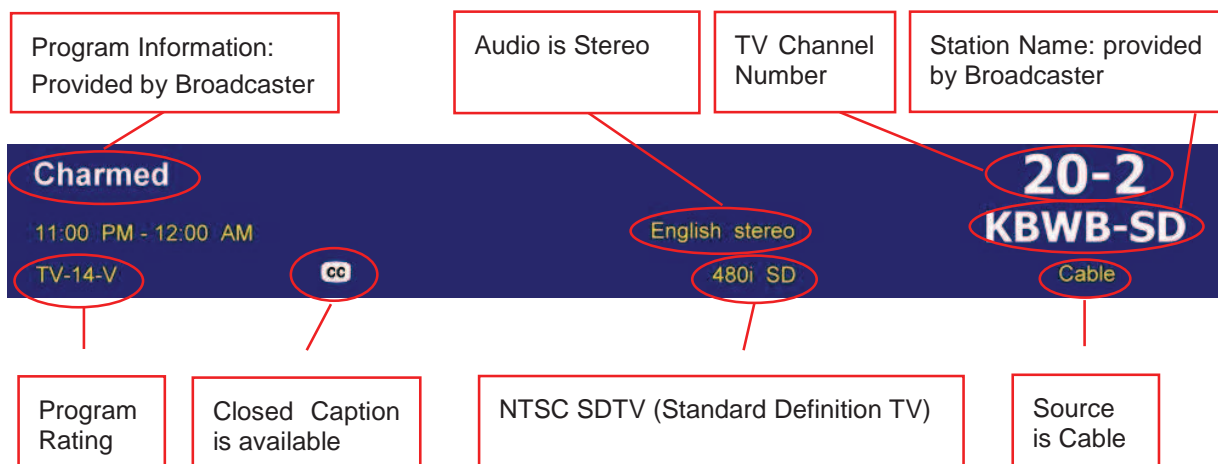 Program Information:
Provided by Broadcaster
Audio is Stereo
TV Channel
Number
Station Name: provided
by Broadcaster
Charmed
20-2
11:00 PM - 12:00 AM
English stereo
KBWB-SD
TV-14-V
CC
480i SD
Cable
Program
Rating
Closed Caption
is available
NTSC SDTV (Standard Definition TV)
Source
is Cable